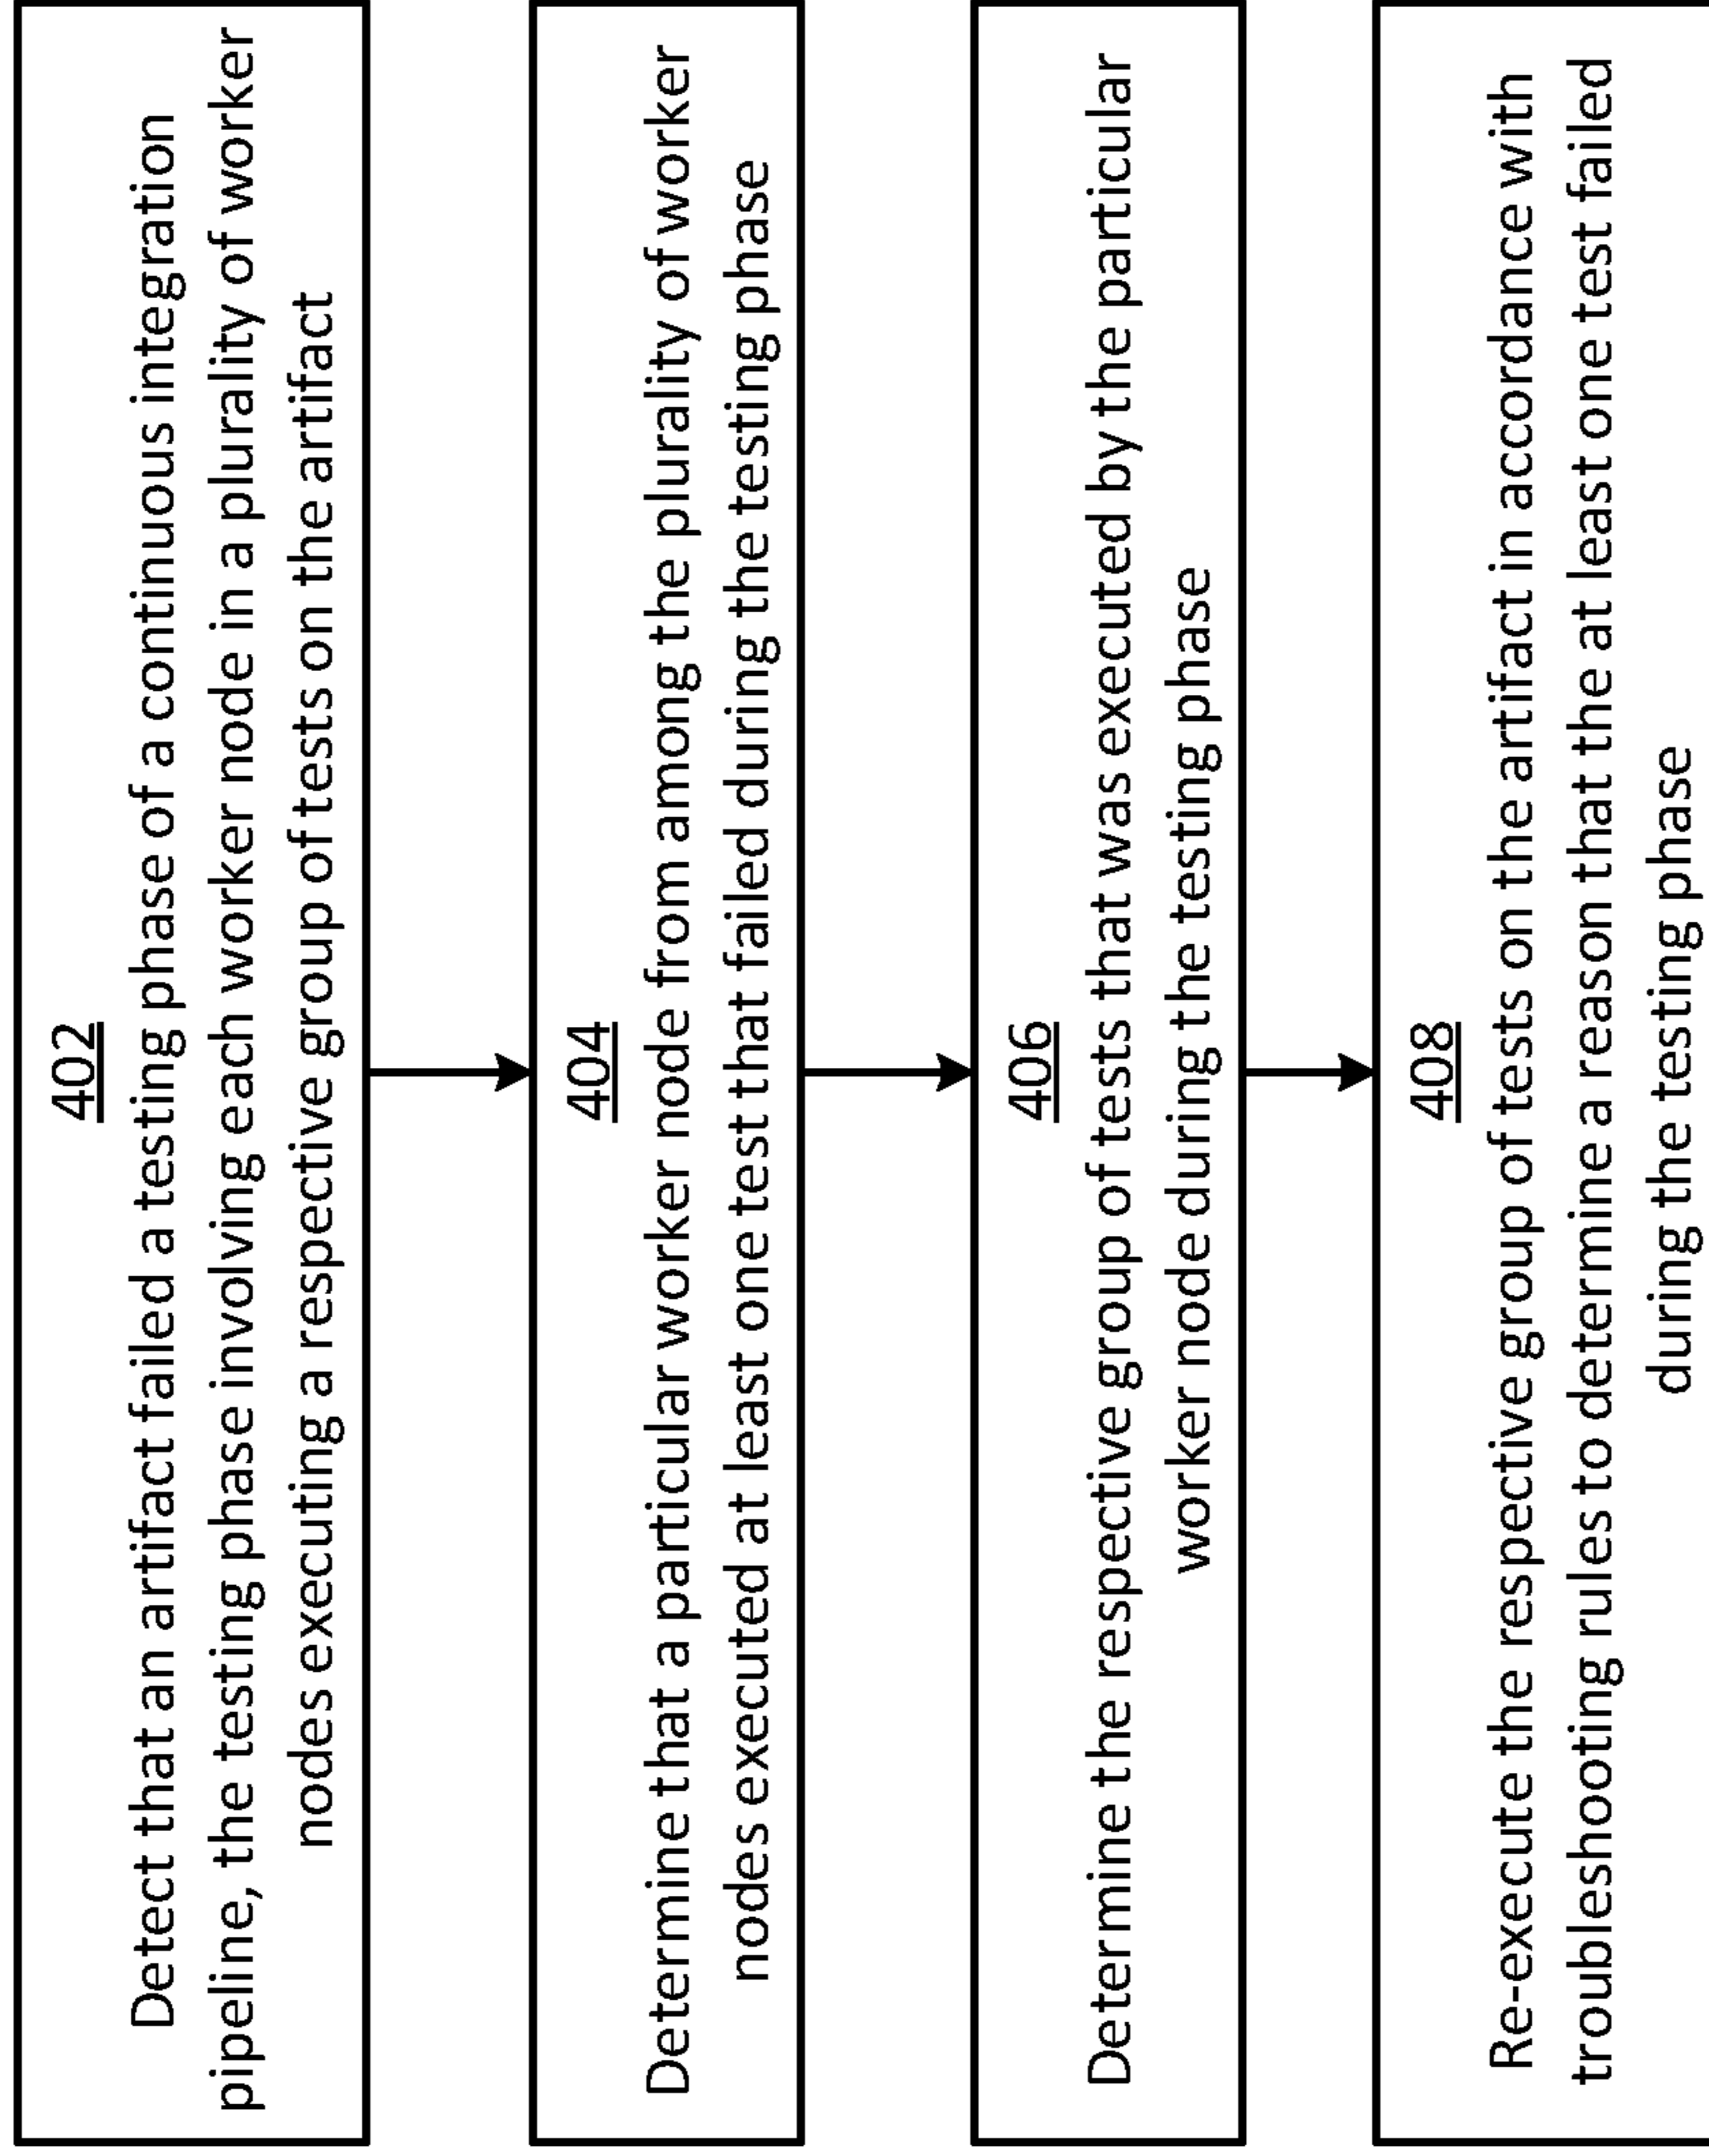 402
Detect that an artifact failed a testing phase of a continuous integration
pipeline, the testing phase involving each worker node in a plurality of worker
nodes executing a respective group of tests on the artifact
404
Determine that a particular worker node from among the plurality of worker
nodes executed at least one test that failed during the testing phase
406
Determine the respective group of tests that was executed by the particular
worker node during the testing phase
408
Re-execute the respective group of tests on the artifact in accordance with
troubleshooting rules to determine a reason that the at least one test failed
during the testing phase